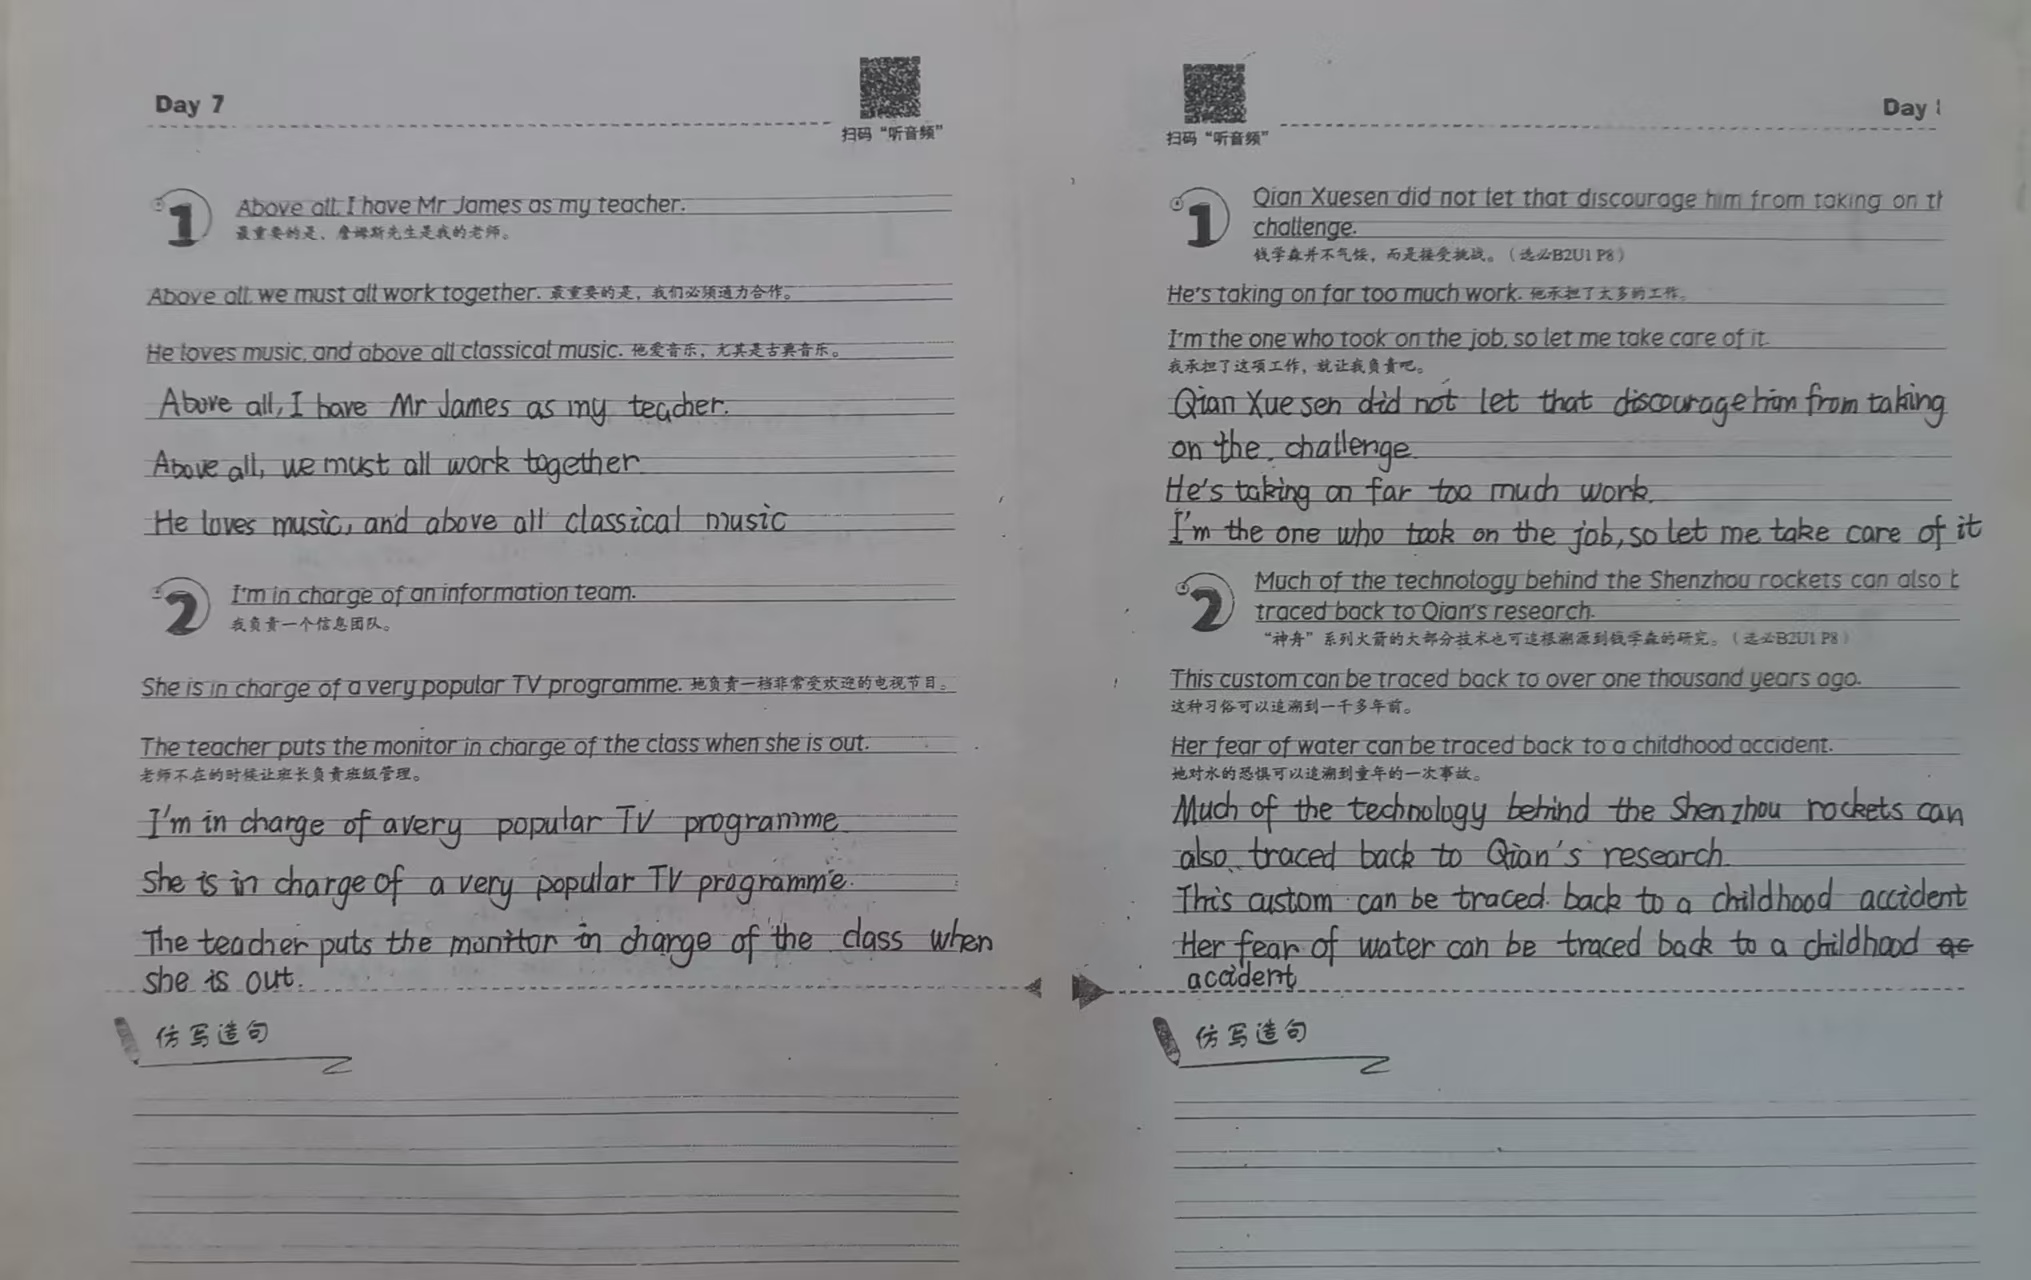 Day 7
扫码“听音频”
1
Above all, I have Mr James as my teacher.
最重要的是，詹姆斯先生是我的老师。
Above all, we must all work together. 最重要的是，我们必须通力合作。
He loves music, and above all classical music. 他爱音乐，尤其是古典音乐。
Above all, I have Mr James as my teacher.
Above all, we must all work together.
He loves music, and above all classical music
2
I'm in charge of an information team.
我负责一个信息团队。
She is in charge of a very popular TV programme. 她负责一档非常受欢迎的电视节目。
The teacher puts the monitor in charge of the class when she is out.
老师不在的时候让班长负责班级管理。
I'm in charge of a very popular TV programme
She is in charge of a very popular TV programme.
The teacher puts the monitor in charge of the class when
she is out.
仿写造句
扫码“听音频”
Day
1
Qian Xuesen did not let that discourage him from taking on
challenge.
钱学森并不气馁，而是接受挑战。（选必B2U1 P8）
He's taking on far too much work. 他承担了太多的工作。
I'm the one who took on the job, so let me take care of it.
我承担了这项工作，就让我负责吧。
Qian Xuesen did not let that discourage him from taking
on the challenge
He's taking on far too much work.
I'm the one who took on the job, so let me take care of it
2
Much of the technology behind the Shenzhou rockets can also
traced back to Qian's research.
“神舟”系列火箭的大部分技术也可追根溯源到钱学森的研究。（选必B2U1 P8）
This custom can be traced back to over one thousand years ago.
这种习俗可以追溯到一千多年前。
Her fear of water can be traced back to a childhood accident.
她对水的恐惧可以追溯到童年的一次事故。
Much of the technology behind the Shenzhou rockets can
also traced back to Qian's research.
This custom can be traced back to a childhood accident
Her fear of water can be traced back to a childhood
accident
仿写造句